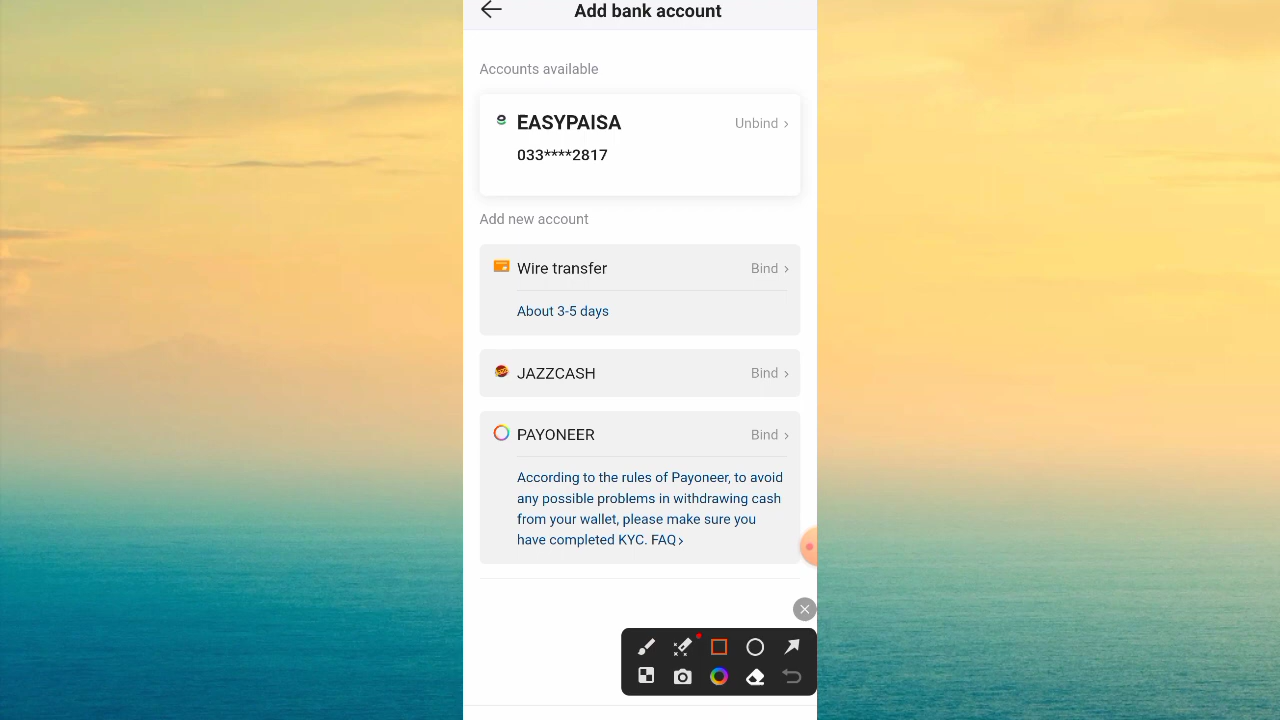 Add bank account
Accounts available
EASYPAISA
Unbind
033****2817
Add new account
Wire transfer
Bind
About 3-5 days
JAZZCASH
Bind
PAYONEER
Bind
According to the rules of Payoneer, to avoid
any possible problems in withdrawing cash
from your wallet, please make sure you
have completed KYC. FAQ